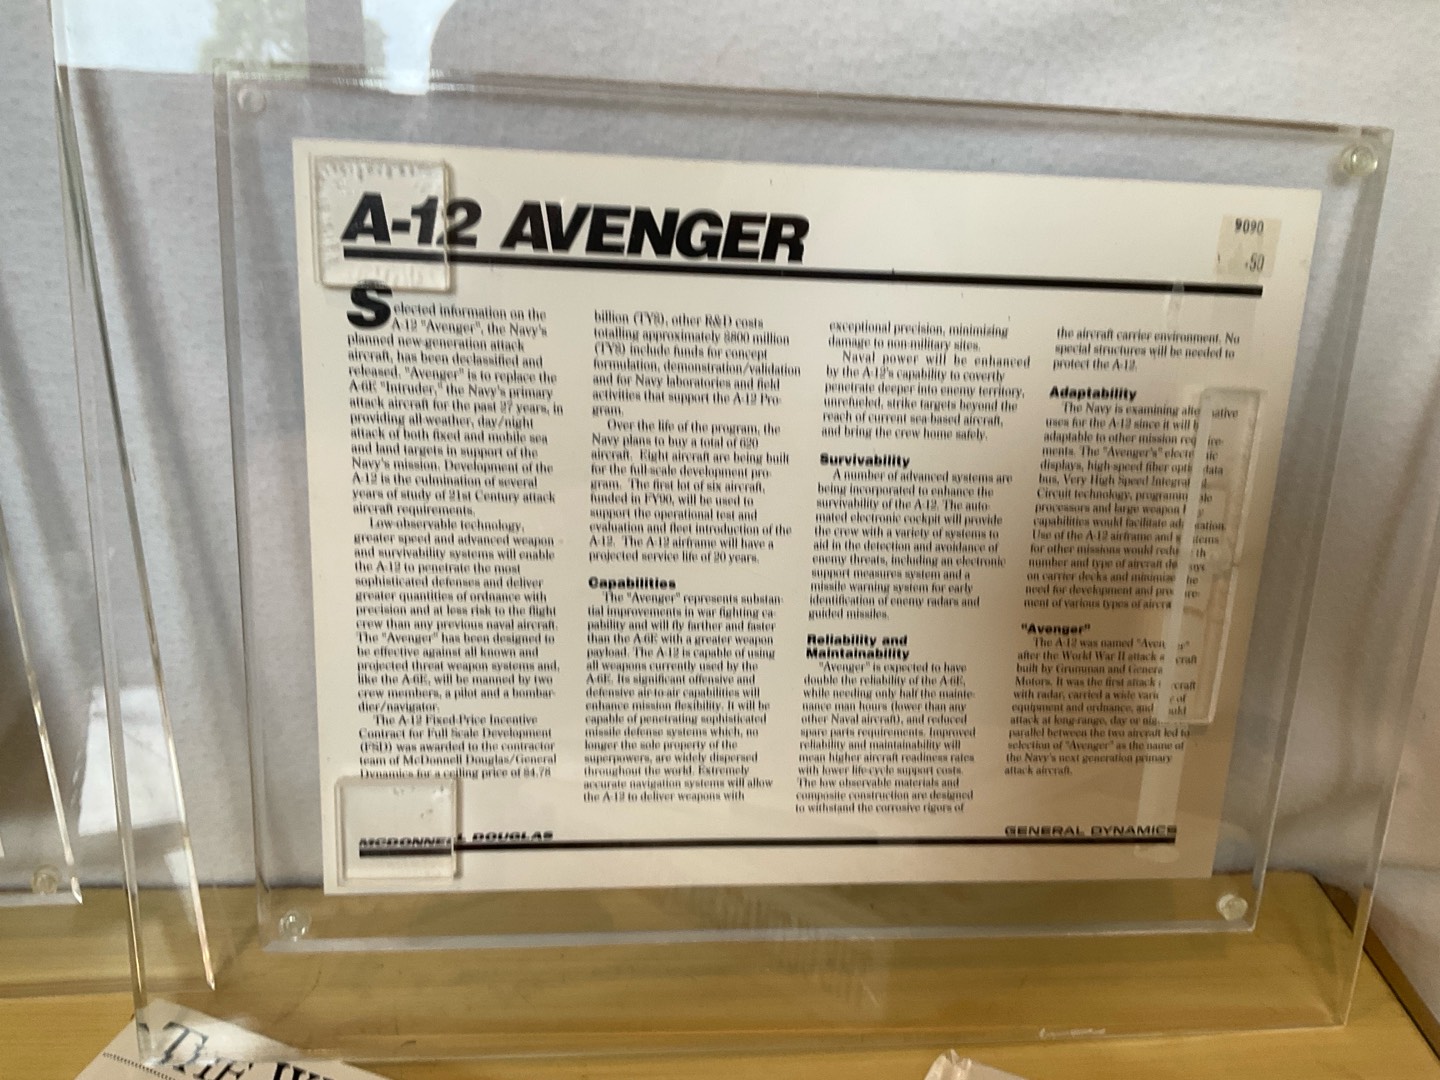 A-12 AVENGER
9090
.50
Selected information on the
A-12 "Avenger", the Navy's
planned new-generation attack
aircraft, has been declassified and
released. "Avenger" is to replace the
A-6E "Intruder," the Navy's primary
attack aircraft for the past 27 years, in
providing all-weather, day/night
attack of both fixed and mobile sea
and land targets in support of the
Navy's mission. Development of the
A-12 is the culmination of several
years of study of 21st Century attack
aircraft requirements.
Low-observable technology,
greater speed and advanced weapon
and survivability systems will enable
the A-12 to penetrate the most
sophisticated defenses and deliver
greater quantities of ordnance with
precision and at less risk to the flight
crew than any previous naval aircraft.
The "Avenger" has been designed to
be effective against all known and
projected threat weapon systems and,
like the A-6E, will be manned by two
crew members, a pilot and a bombar-
dier/navigator.
The A-12 Fixed-Price Incentive
Contract for Full Scale Development
(FSD) was awarded to the contractor
team of McDonnell Douglas/General
Dynamics for a ceiling price of $4.78
billion (TY$), other R&D costs
totalling approximately $800 million
(TY$) include funds for concept
formulation, demonstration/validation
and for Navy laboratories and field
activities that support the A-12 Pro-
gram.
Over the life of the program, the
Navy plans to buy a total of 620
aircraft. Eight aircraft are being built
for the full-scale development pro-
gram. The first lot of six aircraft,
funded in FY90, will be used to
support the operational test and
evaluation and fleet introduction of the
A-12. The A-12 airframe will have a
projected service life of 20 years.
Capabilities
The "Avenger" represents substan-
tial improvements in war fighting ca-
pability and will fly farther and faster
than the A-6E with a greater weapon
payload. The A-12 is capable of using
all weapons currently used by the
A-6E. Its significant offensive and
defensive air-to-air capabilities will
enhance mission flexibility. It will be
capable of penetrating sophisticated
missile defense systems which, no
longer the sole property of the
superpowers, are widely dispersed
throughout the world. Extremely
accurate navigation systems will allow
the A-12 to deliver weapons with
exceptional precision, minimizing
damage to non-military sites.
Naval power will be enhanced
by the A-12's capability to covertly
penetrate deeper into enemy territory,
unrefueled, strike targets beyond the
reach of current sea-based aircraft,
and bring the crew home safely.
Survivability
A number of advanced systems are
being incorporated to enhance the
survivability of the A-12. The auto-
mated electronic cockpit will provide
the crew with a variety of systems to
aid in the detection and avoidance of
enemy threats, including an electronic
support measures system and a
missile warning system for early
identification of enemy radars and
guided missiles.
Reliability and
Maintainability
"Avenger" is expected to have
double the reliability of the A-6E,
while needing only half the mainte-
nance man hours (lower than any
other Naval aircraft), and reduced
spare parts requirements. Improved
reliability and maintainability will
mean higher aircraft readiness rates
with lower life-cycle support costs.
The low observable materials and
composite construction are designed
to withstand the corrosive rigors of
the aircraft carrier environment. No
special structures will be needed to
protect the A-12.
Adaptability
The Navy is examining alternative
uses for the A-12 since it will b
adaptable to other mission require-
ments. The "Avenger's" electronic
displays, high-speed fiber optic data
bus, Very High Speed Integrated
Circuit technology, programmable
processors and large weapon
capabilities would facilitate adaptation.
Use of the A-12 airframe and systems
for other missions would reduce the
number and type of aircraft
on carrier decks and minimize the
need for development and procure-
ment of various types of aircra
"Avenger"
The A-12 was named "Avenger"
after the World War II attack aircraft
built by Grumman and General
Motors. It was the first attack aircraft
with radar, carried a wide variety of
equipment and ordnance, and could
attack at long-range, day or night.
parallel between the two aircraft led to
selection of "Avenger" as the name of
the Navy's next generation primary
attack aircraft.
MCDONNELL DOUGLAS
GENERAL DYNAMICS
THE